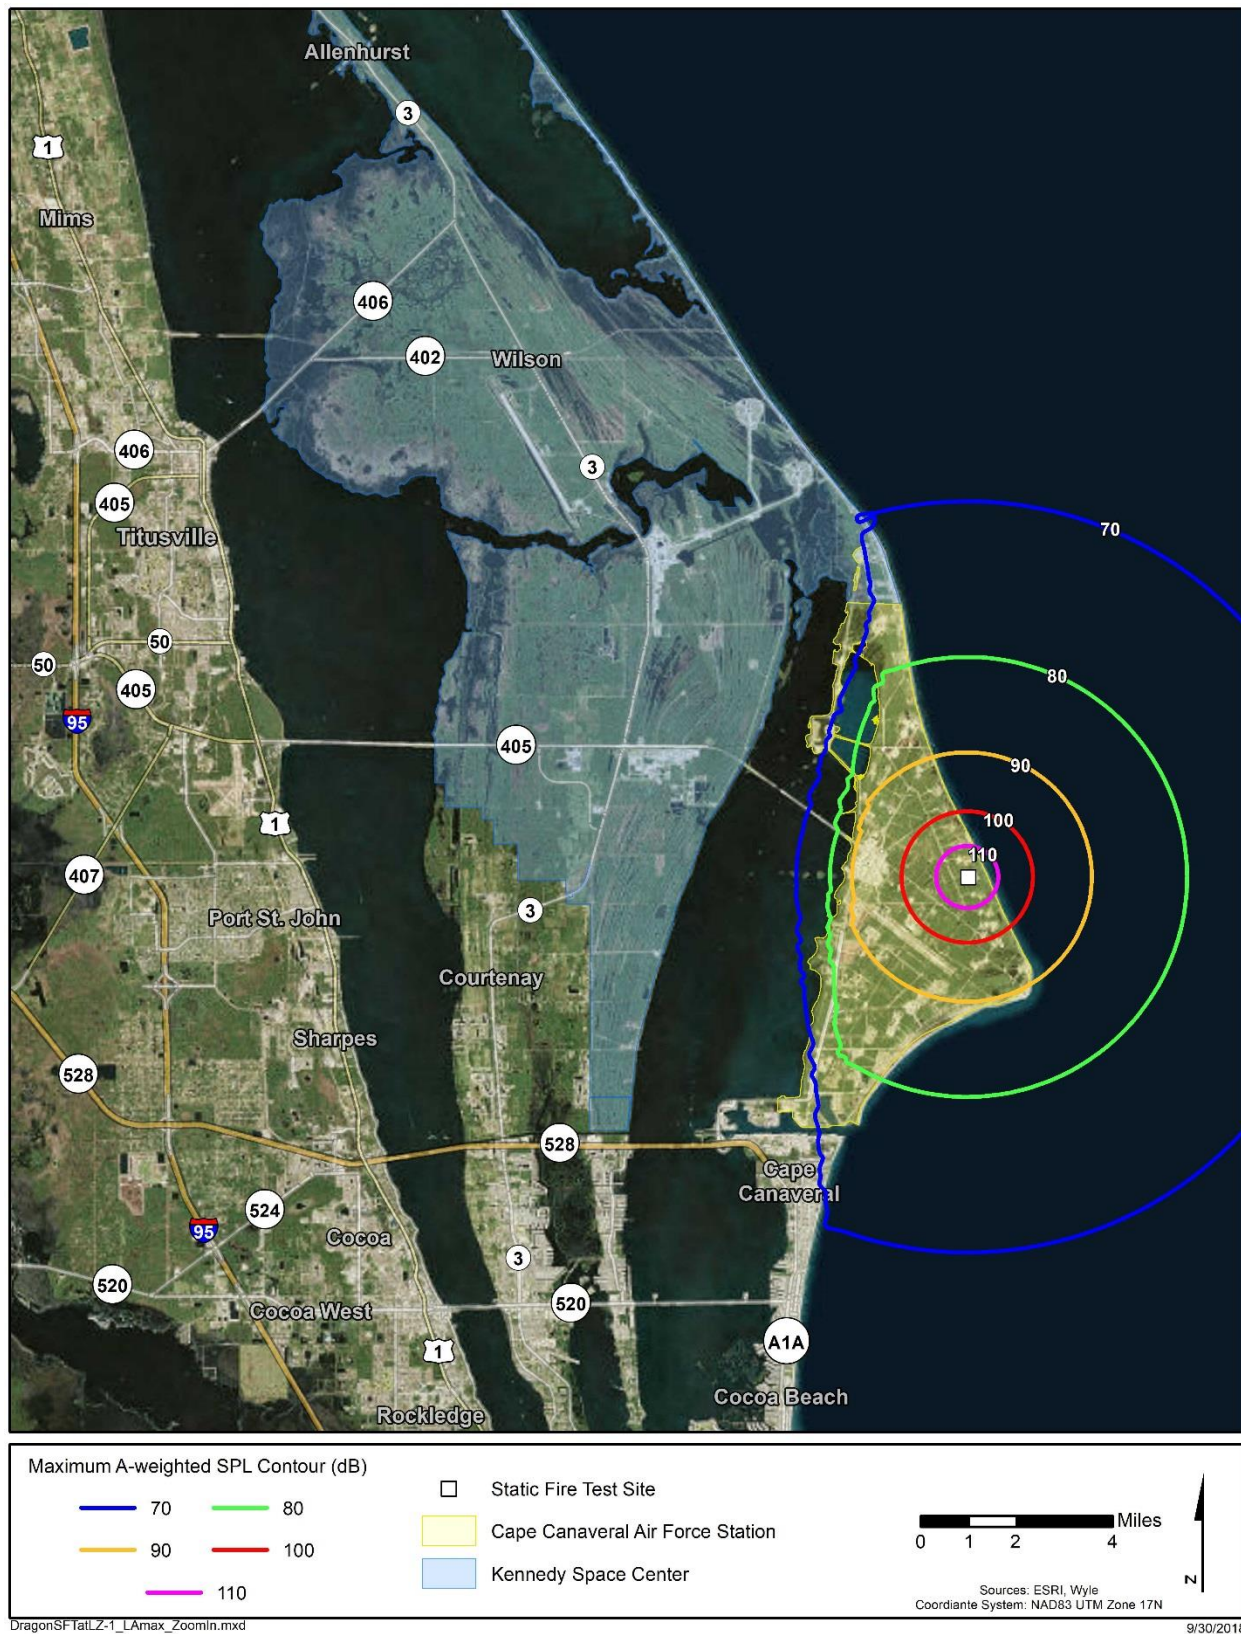 Allenhurst
3
1
Mims
406
402
Wilson
406
3
405
70
Titusville
50
50
80
405
95
405
90
1
100
110
407
3
Port St. John
Courtenay
Sharpes
528
528
Cape
Canaveral
524
95
Cocoa
3
520
520
Cocoa West
A1A
1
Cocoa Beach
Rockledge
Maximum A-weighted SPL Contour (dB)
70
80
90
100
110
Static Fire Test Site
Cape Canaveral Air Force Station
Kennedy Space Center
Miles
0 1 2 4
N
Sources: ESRI, Wyle
Coordiante System: NAD83 UTM Zone 17N
DragonSFTatLZ-1_LAmax_ZoomIn.mxd
9/30/2018